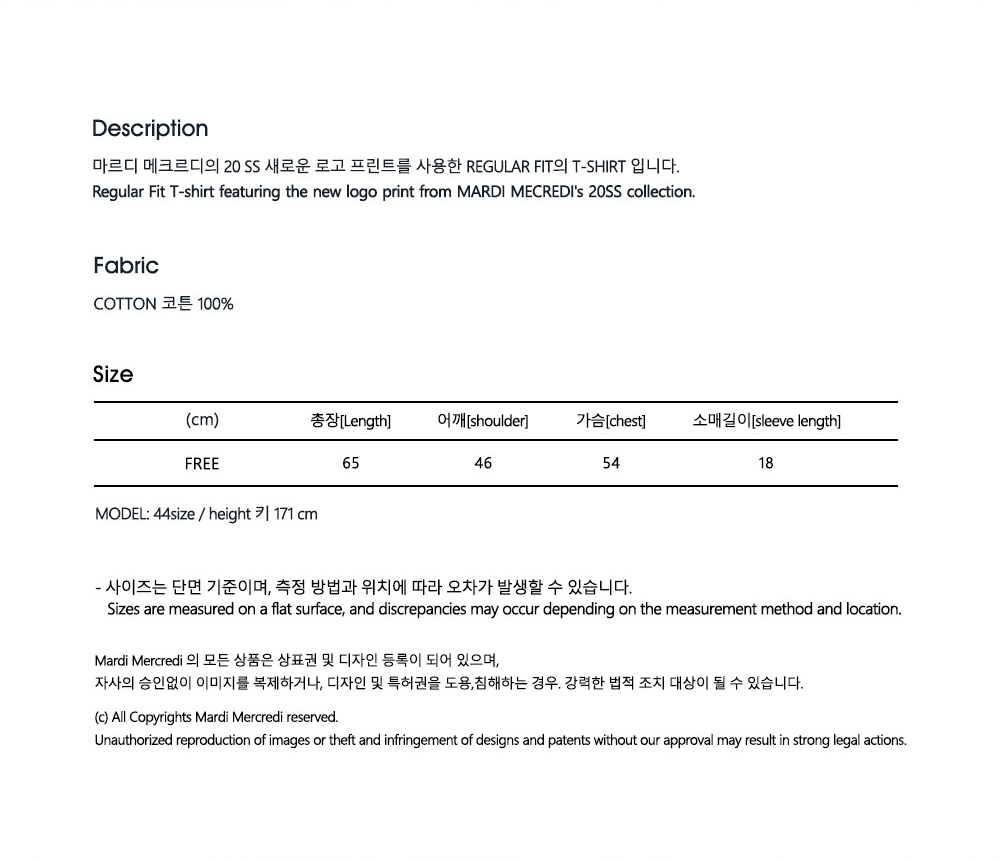 Description
마르디 메크르디의 20 SS 새로운 로고 프린트를 사용한 REGULAR FIT의 T-SHIRT 입니다.
Regular Fit T-shirt featuring the new logo print from MARDI MECREDI's 20SS collection.
Fabric
COTTON 코튼 100%
Size
(cm) 총장[Length] 어깨[shoulder] 가슴[chest] 소매길이[sleeve length]
FREE 65 46 54 18
MODEL: 44size / height 키 171 cm
- 사이즈는 단면 기준이며, 측정 방법과 위치에 따라 오차가 발생할 수 있습니다.
Sizes are measured on a flat surface, and discrepancies may occur depending on the measurement method and location.
Mardi Mercredi 의 모든 상품은 상표권 및 디자인 등록이 되어 있으며,
자사의 승인없이 이미지를 복제하거나, 디자인 및 특허권을 도용,침해하는 경우. 강력한 법적 조치 대상이 될 수 있습니다.
(c) All Copyrights Mardi Mercredi reserved.
Unauthorized reproduction of images or theft and infringement of designs and patents without our approval may result in strong legal actions.